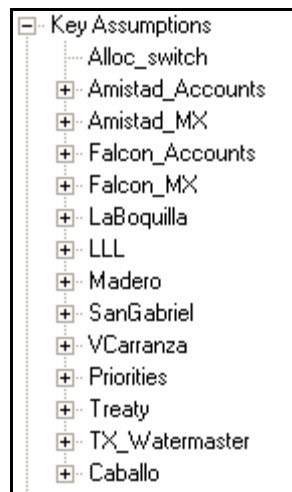 Key Assumptions
Alloc_switch
Amistad_Accounts
Amistad_MX
Falcon_Accounts
Falcon_MX
LaBoquilla
LLL
Madero
SanGabriel
VCarranza
Priorities
Treaty
TX_Watermaster
Caballo